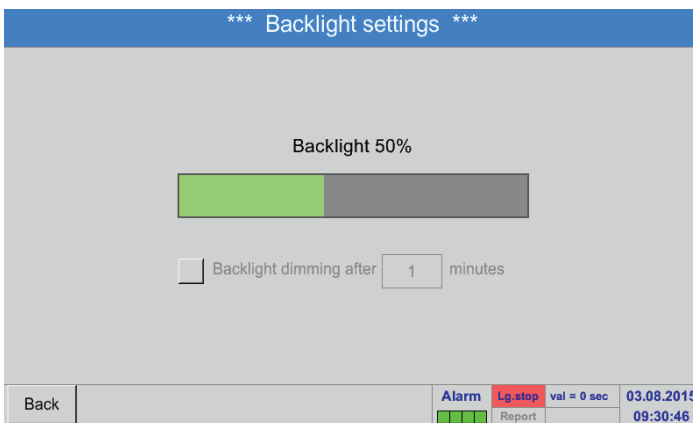 *** Backlight settings ***
Backlight 50%
Backlight dimming after 1 minutes
Back
Alarm Lg.stop val = 0 sec 03.08.2015
Report 09:30:46